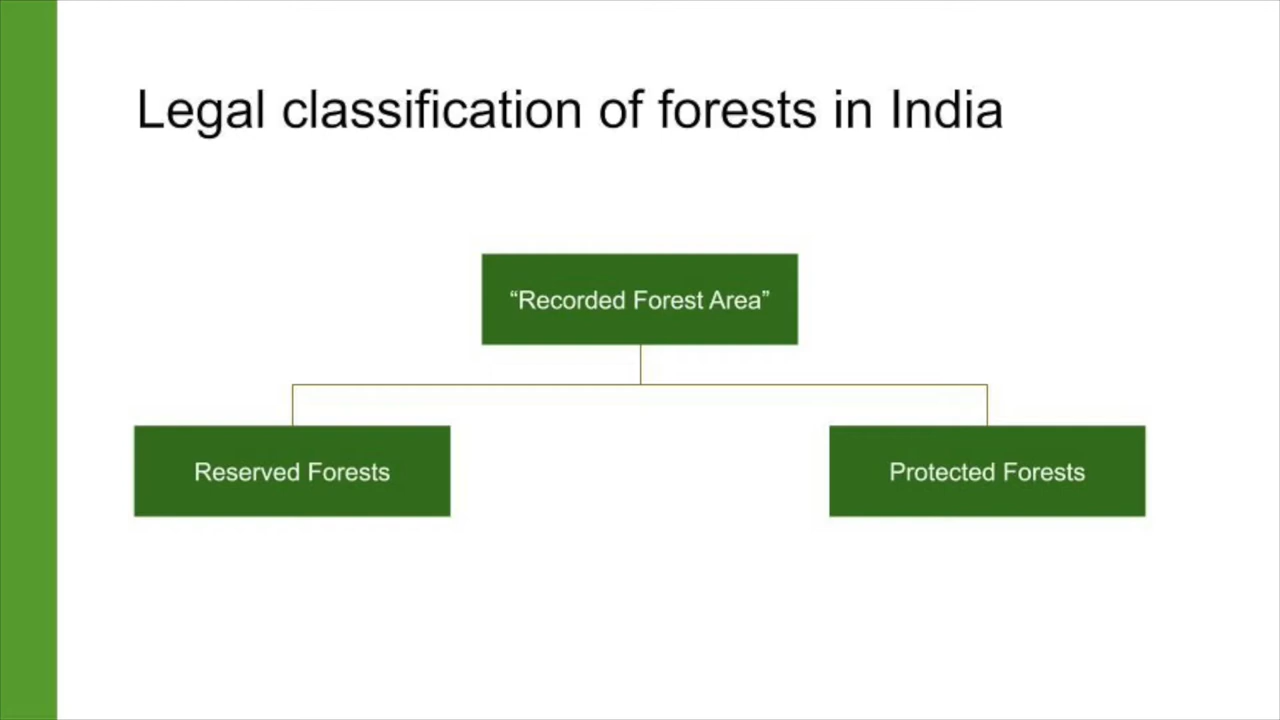 Legal classification of forests in India
“Recorded Forest Area”
Reserved Forests
Protected Forests